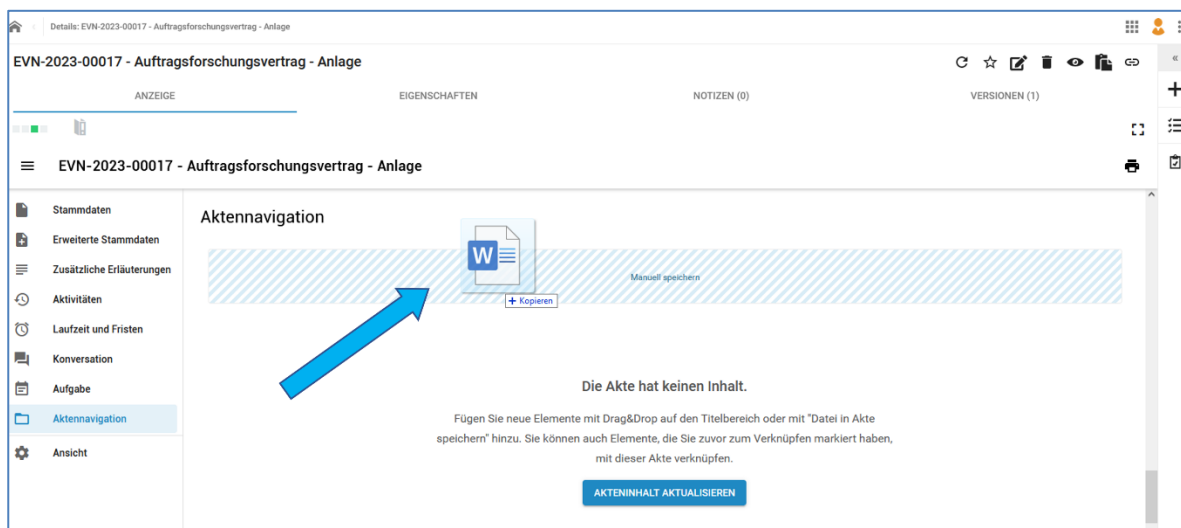 Details: EVN-2023-00017 - Auftragsforschungsvertrag - Anlage
EVN-2023-00017 - Auftragsforschungsvertrag - Anlage
ANZEIGE
EIGENSCHAFTEN
NOTIZEN (0)
VERSIONEN (1)
EVN-2023-00017 - Auftragsforschungsvertrag - Anlage
Stammdaten
Erweiterte Stammdaten
Zusätzliche Erläuterungen
Aktivitäten
Laufzeit und Fristen
Konversation
Aufgabe
Aktennavigation
Ansicht
Aktennavigation
W
Manuell speichern
+ Kopieren
Die Akte hat keinen Inhalt.
Fügen Sie neue Elemente mit Drag&Drop auf den Titelbereich oder mit "Datei in Akte
speichern" hinzu. Sie können auch Elemente, die Sie zuvor zum Verknüpfen markiert haben,
mit dieser Akte verknüpfen.
AKTENINHALT AKTUALISIEREN